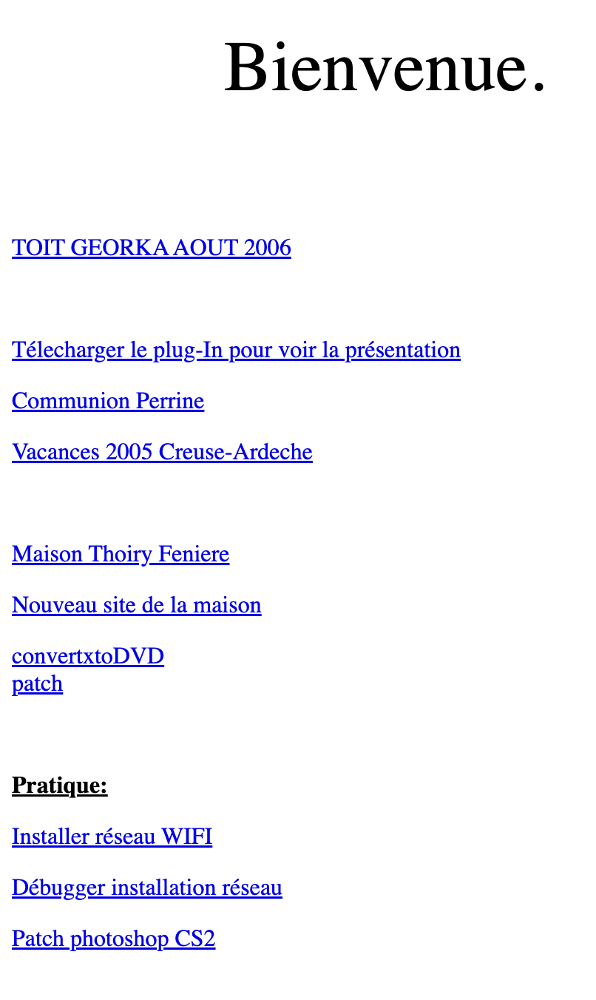 Bienvenue.
TOIT GEORKA AOUT 2006
Télecharger le plug-In pour voir la présentation
Communion Perrine
Vacances 2005 Creuse-Ardeche
Maison Thoiry Feniere
Nouveau site de la maison
convertxtoDVD
patch
Pratique:
Installer réseau WIFI
Débugger installation réseau
Patch photoshop CS2